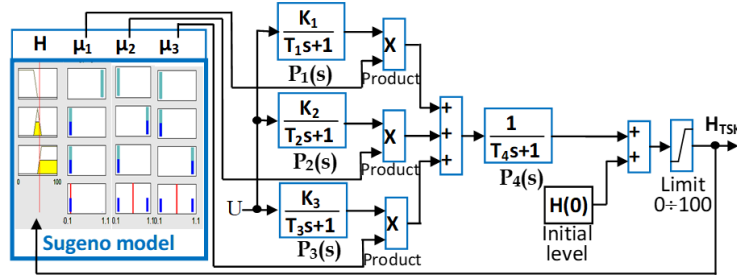 H μ1 μ2 μ3
K1
T1s+1
P1(s)
X
Product
K2
T2s+1
P2(s)
X
Product
U
K3
T3s+1
P3(s)
X
Product
+
+
+
1
T4s+1
P4(s)
+
+
H(0)
Initial
level
Limit
0÷100
HTSK
0 100
0.1 1.1 0.1 1.1 0.1 1.1
Sugeno model